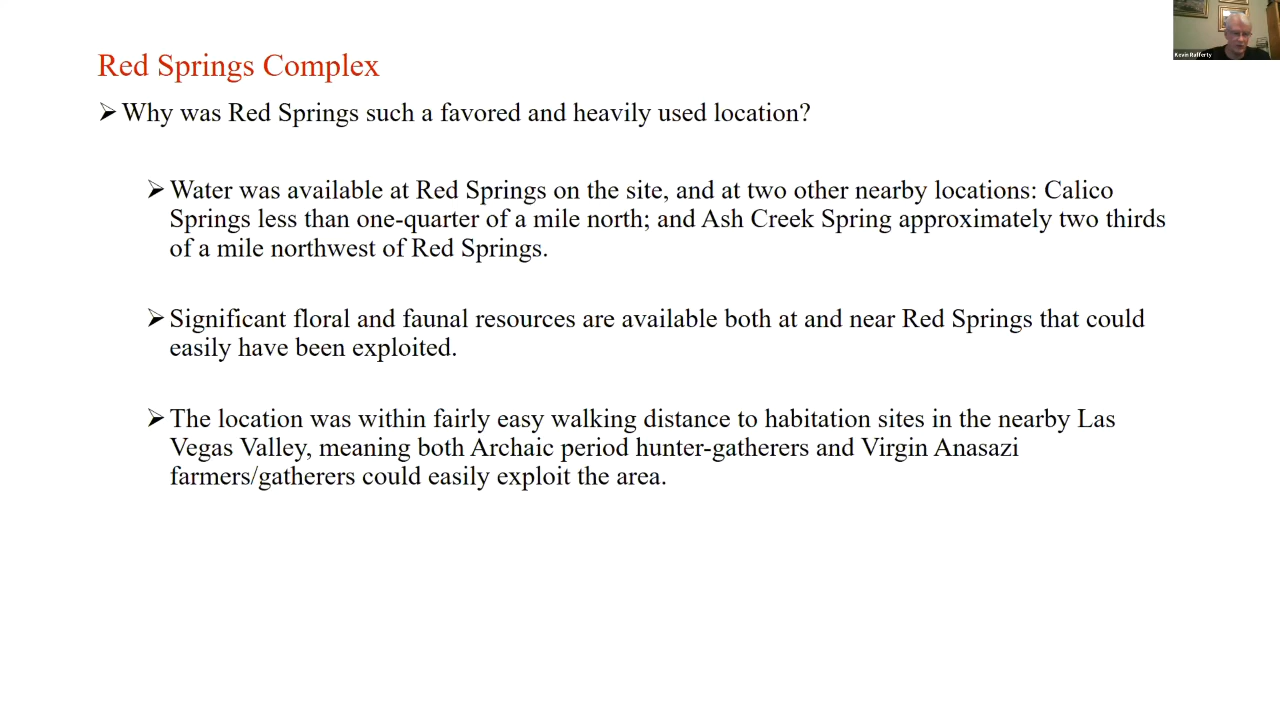 Red Springs Complex
Kevin Rafferty
➢ Why was Red Springs such a favored and heavily used location?
➢ Water was available at Red Springs on the site, and at two other nearby locations: Calico
Springs less than one-quarter of a mile north; and Ash Creek Spring approximately two thirds
of a mile northwest of Red Springs.
➢ Significant floral and faunal resources are available both at and near Red Springs that could
easily have been exploited.
➢ The location was within fairly easy walking distance to habitation sites in the nearby Las
Vegas Valley, meaning both Archaic period hunter-gatherers and Virgin Anasazi
farmers/gatherers could easily exploit the area.